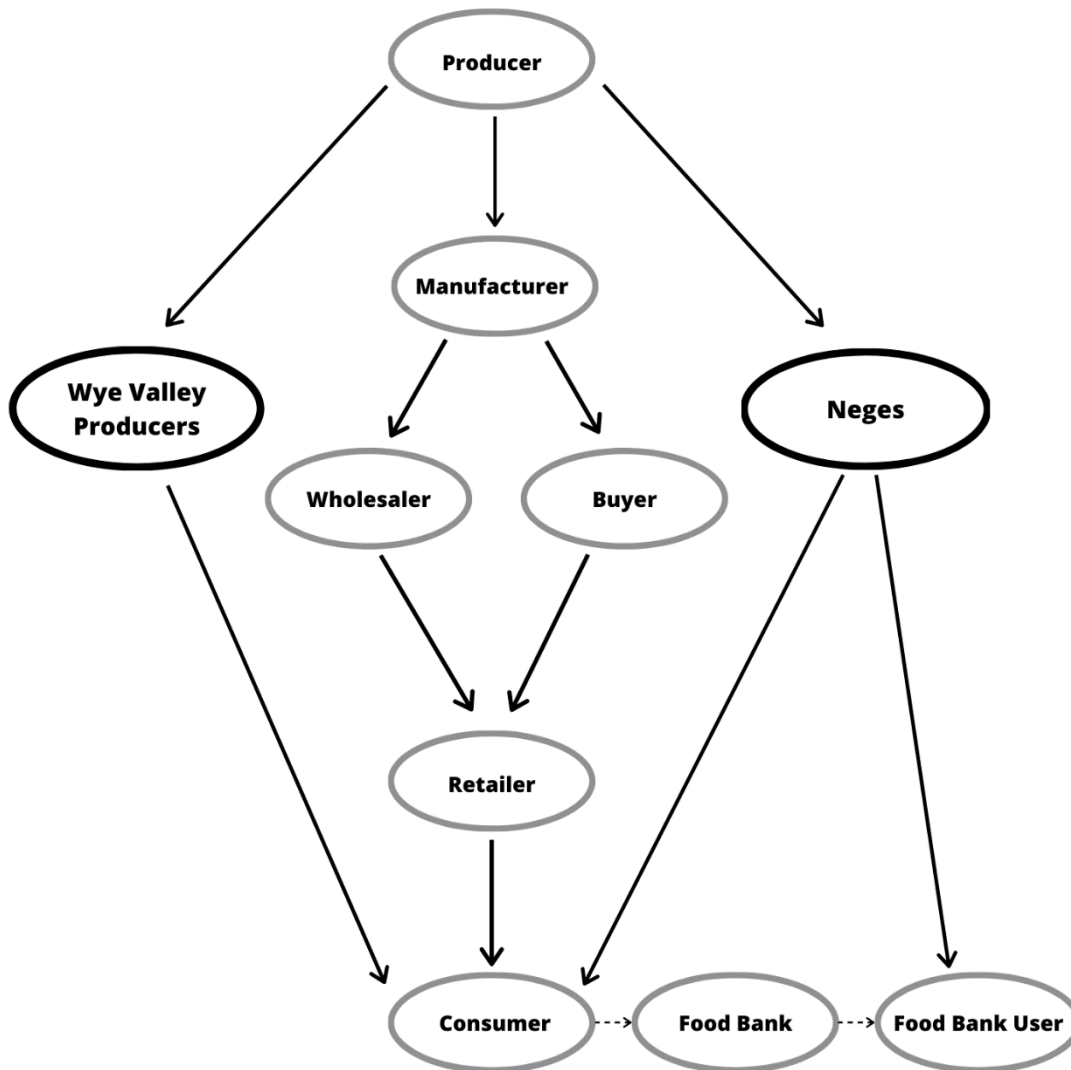 Producer
Manufacturer
Wye Valley
Producers
Neges
Wholesaler
Buyer
Retailer
Consumer
Food Bank
Food Bank User